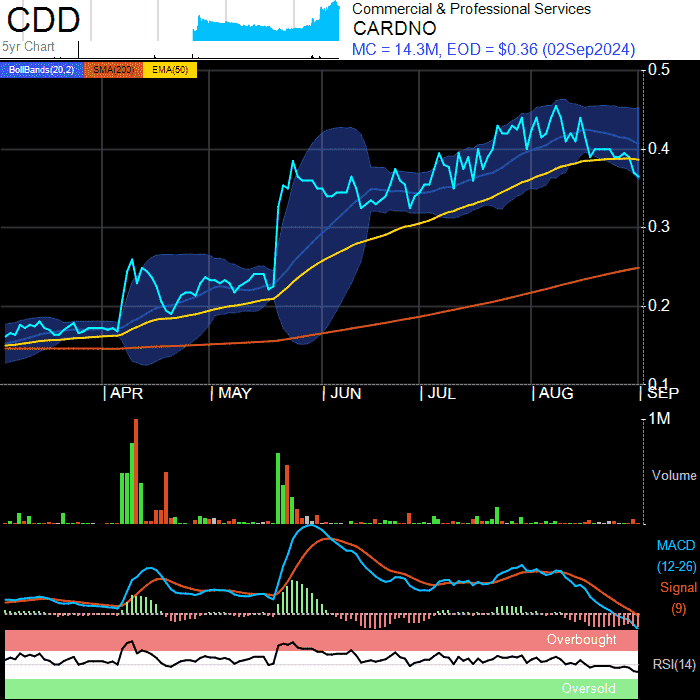 CDD
5yr Chart
Commercial & Professional Services
CARDNO
MC = 14.3M, EOD = $0.36 (02Sep2024)
BollBands(20,2) SMA(200) EMA(50)
0.5
0.4
0.3
0.2
0.1
APR MAY JUN JUL AUG SEP
1M
Volume
MACD
(12-26)
Signal
(9)
Overbought
RSI(14)
Oversold